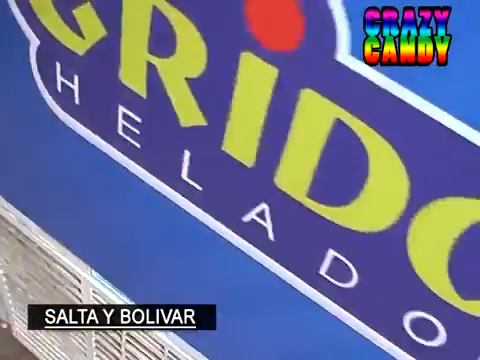 CRAZY
CANDY
GRIDO
HELADO
SALTA Y BOLIVAR